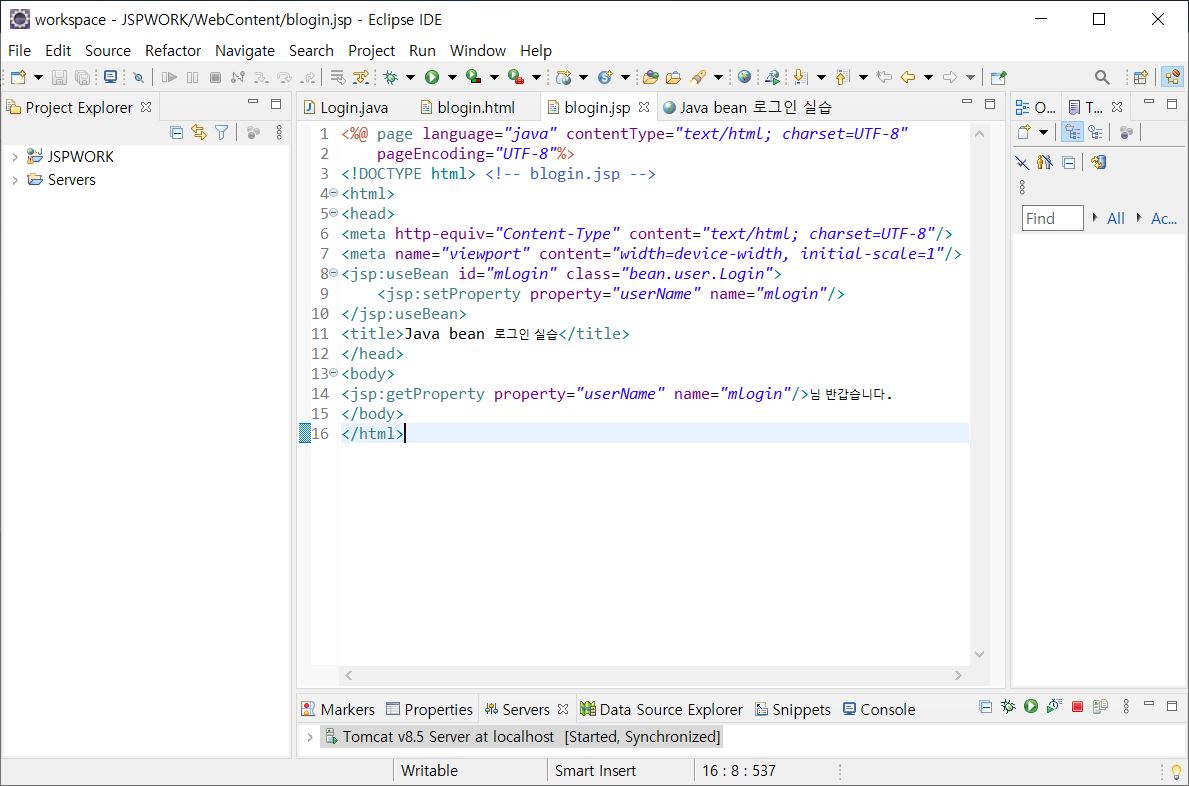 workspace - JSPWORK/WebContent/blogin.jsp - Eclipse IDE
File Edit Source Refactor Navigate Search Project Run Window Help
Project Explorer
JSPWORK
Servers
Login.java blogin.html blogin.jsp Java bean 로그인 실습
1 <%@ page language="java" contentType="text/html; charset=UTF-8"
2 pageEncoding="UTF-8"%>
3 <!DOCTYPE html> <!-- blogin.jsp -->
4 <html>
5 <head>
6 <meta http-equiv="Content-Type" content="text/html; charset=UTF-8"/>
7 <meta name="viewport" content="width=device-width, initial-scale=1"/>
8 <jsp:useBean id="mlogin" class="bean.user.Login">
9 <jsp:setProperty property="userName" name="mlogin"/>
10 </jsp:useBean>
11 <title>Java bean 로그인 실습</title>
12 </head>
13 <body>
14 <jsp:getProperty property="userName" name="mlogin"/>님 반갑습니다.
15 </body>
16 </html>
O... T...
Find All Ac...
Markers Properties Servers Data Source Explorer Snippets Console
Tomcat v8.5 Server at localhost [Started, Synchronized]
Writable Smart Insert 16 : 8 : 537